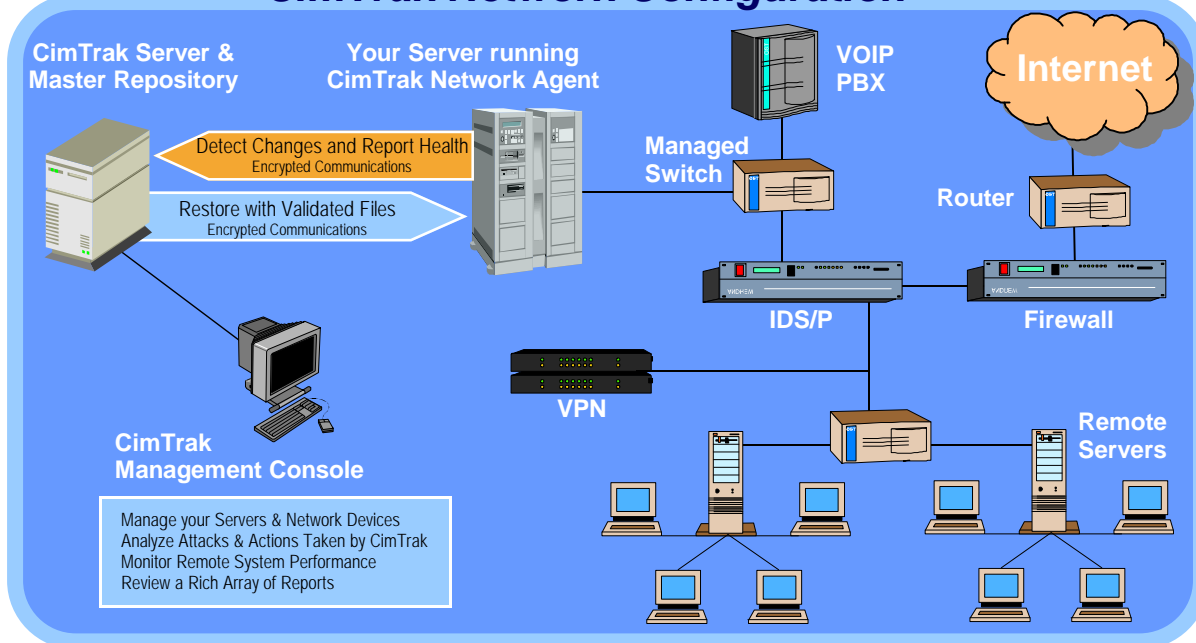 CimTrak Network Configuration
CimTrak Server &
Master Repository
Your Server running
CimTrak Network Agent
VOIP
PBX
Internet
Detect Changes and Report Health
Encrypted Communications
Managed
Switch
Restore with Validated Files
Encrypted Communications
Router
IDS/P
Firewall
VPN
CimTrak
Management Console
Remote
Servers
Manage your Servers & Network Devices
Analyze Attacks & Actions Taken by CimTrak
Monitor Remote System Performance
Review a Rich Array of Reports